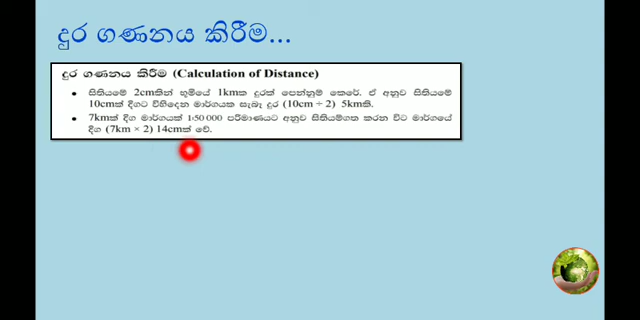 දුර ගණනය කිරීම...
දුර ගණනය කිරීම (Calculation of Distance)
• සිතියමේ 2cmකින් භූමියේ 1kmක දුරක් පෙන්නුම් කෙරේ. ඒ අනුව සිතියමේ
10cmක් දිගට විහිදෙන මාර්ගයක සැබෑ දුර (10cm ÷ 2) 5kmකි.
• 7kmක් දිග මාර්ගයක් 1:50 000 පරිමාණයට අනුව සිතියම්ගත කරන විට මාර්ගයේ
දිග (7km × 2) 14cmක් වේ.